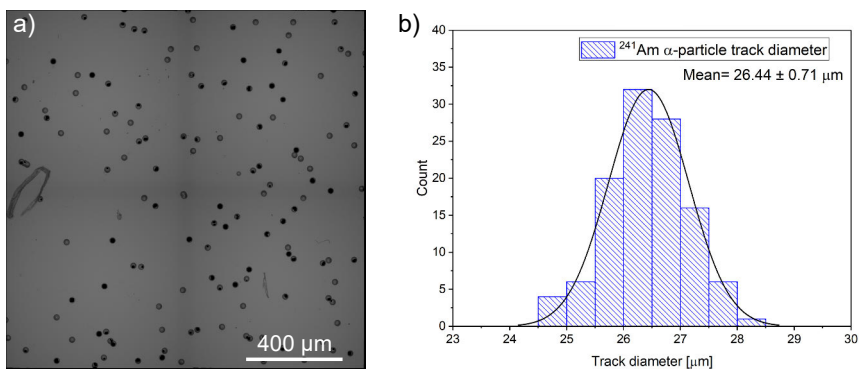 a)
400 μm
b)
²⁴¹Am α-particle track diameter
Mean= 26.44 ± 0.71 μm
40
35
30
25
20
15
10
5
0
Count
23
24
25
26
27
28
29
30
Track diameter [μm]